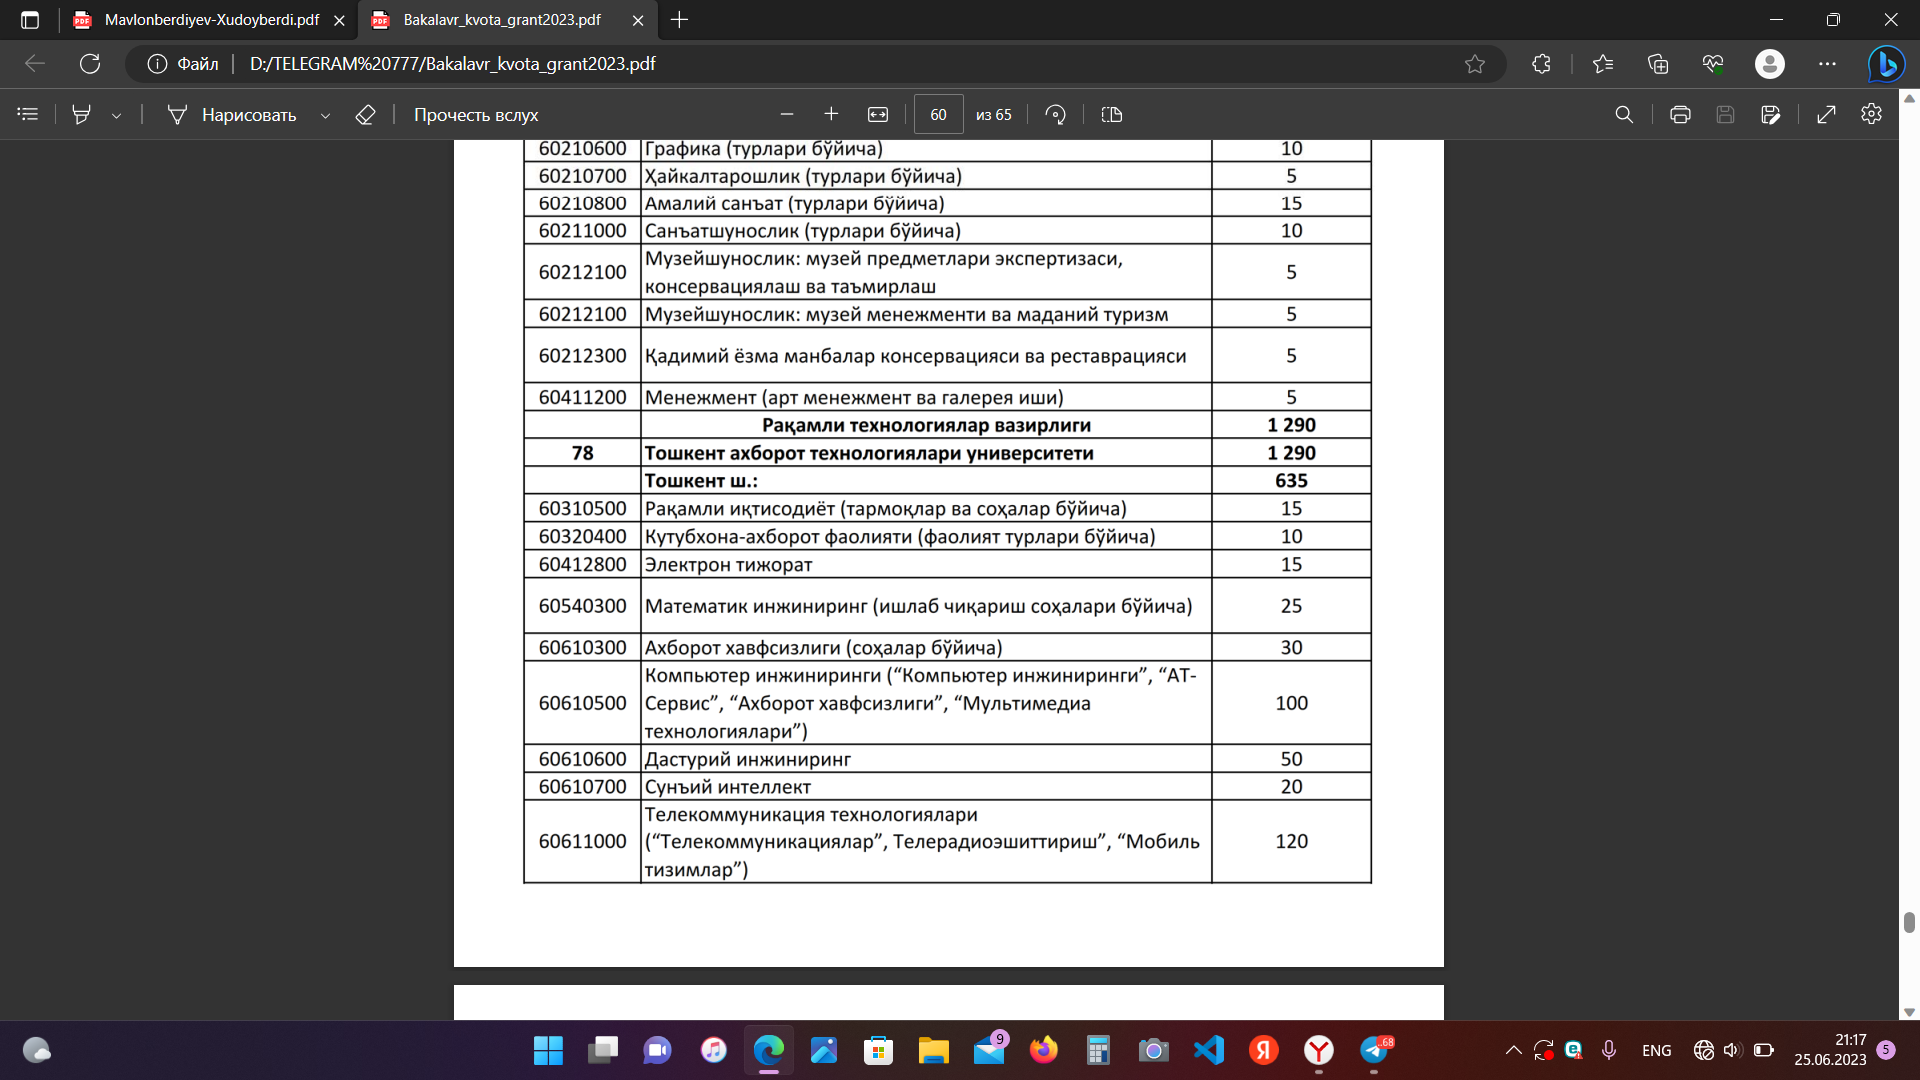 Mavlonberdiyev-Xudoyberdi.pdf
Bakalavr_kvota_grant2023.pdf
Файл
D:/TELEGRAM%20777/Bakalavr_kvota_grant2023.pdf
Нарисовать
Прочесть вслух
60
из 65
60210600 Графика (турлари бўйича) 10
60210700 Ҳайкалтарошлик (турлари бўйича) 5
60210800 Амалий санъат (турлари бўйича) 15
60211000 Санъатшунослик (турлари бўйича) 10
60212100 Музейшунослик: музей предметлари экспертизаси,
консервациялаш ва таъмирлаш 5
60212100 Музейшунослик: музей менежменти ва маданий туризм 5
60212300 Қадимий ёзма манбалар консервацияси ва реставрацияси 5
60411200 Менежмент (арт менежмент ва галерея иши) 5
Рақамли технологиялар вазирлиги 1 290
78 Тошкент ахборот технологиялари университети 1 290
Тошкент ш.: 635
60310500 Рақамли иқтисодиёт (тармоқлар ва соҳалар бўйича) 15
60320400 Кутубхона-ахборот фаолияти (фаолият турлари бўйича) 10
60412800 Электрон тижорат 15
60540300 Математик инжиниринг (ишлаб чиқариш соҳалари бўйича) 25
60610300 Ахборот хавфсизлиги (соҳалар бўйича) 30
Компьютер инжиниринги (“Компьютер инжиниринги”, “АТ-
60610500 Сервис”, “Ахборот хавфсизлиги”, “Мультимедиа 100
технологиялари”)
60610600 Дастурий инжиниринг 50
60610700 Сунъий интеллект 20
Телекоммуникация технологиялари
60611000 (“Телекоммуникациялар”, Телерадиоэшиттириш”, “Мобиль 120
тизимлар”)
9
Я
Y
..68
ENG
21:17
25.06.2023
5